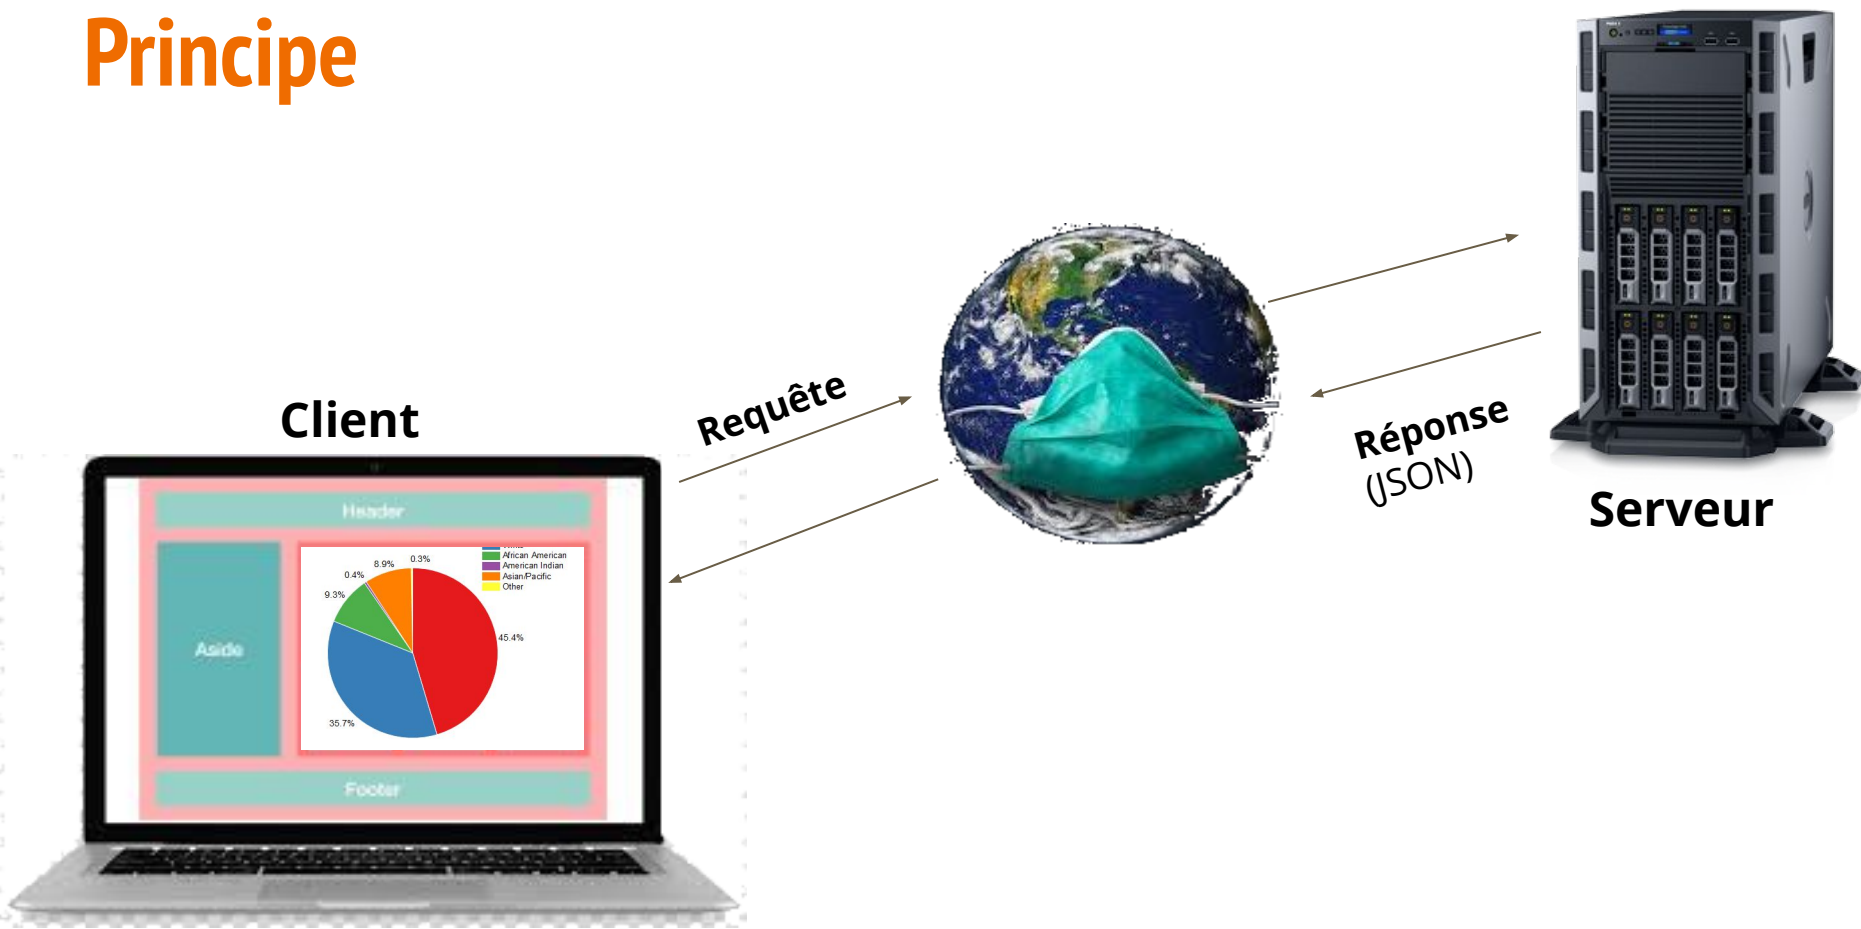 Principe
Client
Requête
Réponse
(JSON)
Serveur
Header
Aside
Footer
African American
American Indian
Asian/Pacific
Other
0.3%
8.9%
0.4%
9.3%
45.4%
35.7%